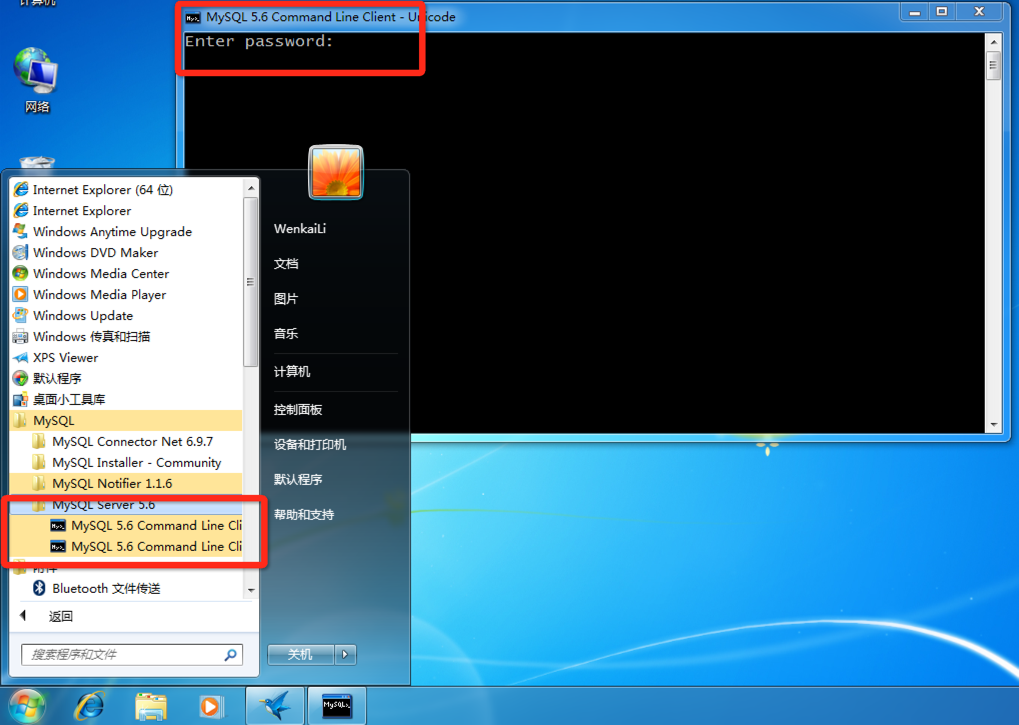 计算机
MySQL 5.6 Command Line Client - Unicode
Enter password:
网络
Internet Explorer (64 位)
Internet Explorer
Windows Anytime Upgrade
Windows DVD Maker
Windows Media Center
Windows Media Player
Windows Update
Windows 传真和扫描
XPS Viewer
默认程序
桌面小工具库
MySQL
MySQL Connector Net 6.9.7
MySQL Installer - Community
MySQL Notifier 1.1.6
MySQL Server 5.6
MySQL 5.6 Command Line Cli
MySQL 5.6 Command Line Cli
附件
Bluetooth 文件传送
返回
搜索程序和文件
WenkaiLi
文档
图片
音乐
计算机
控制面板
设备和打印机
默认程序
帮助和支持
关机